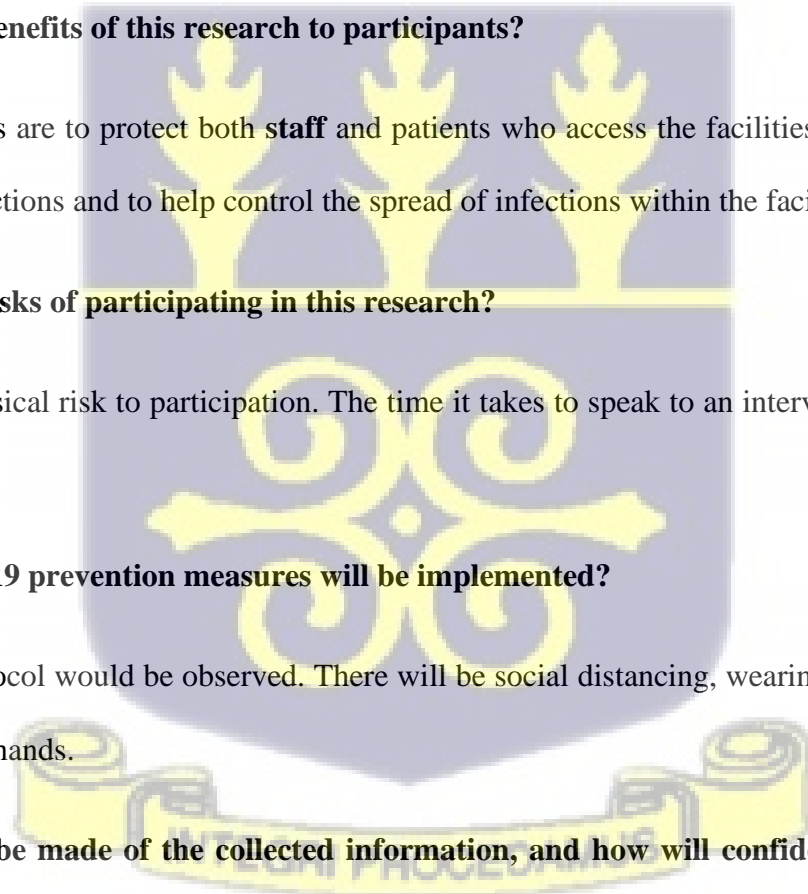 enefits of this research to participants?
s are to protect both staff and patients who access the facilities
ctions and to help control the spread of infections within the faci
sks of participating in this research?
sical risk to participation. The time it takes to speak to an interv
19 prevention measures will be implemented?
ocol would be observed. There will be social distancing, wearin
hands.
be made of the collected information, and how will confid
INTEGRI PROCEDAMUS